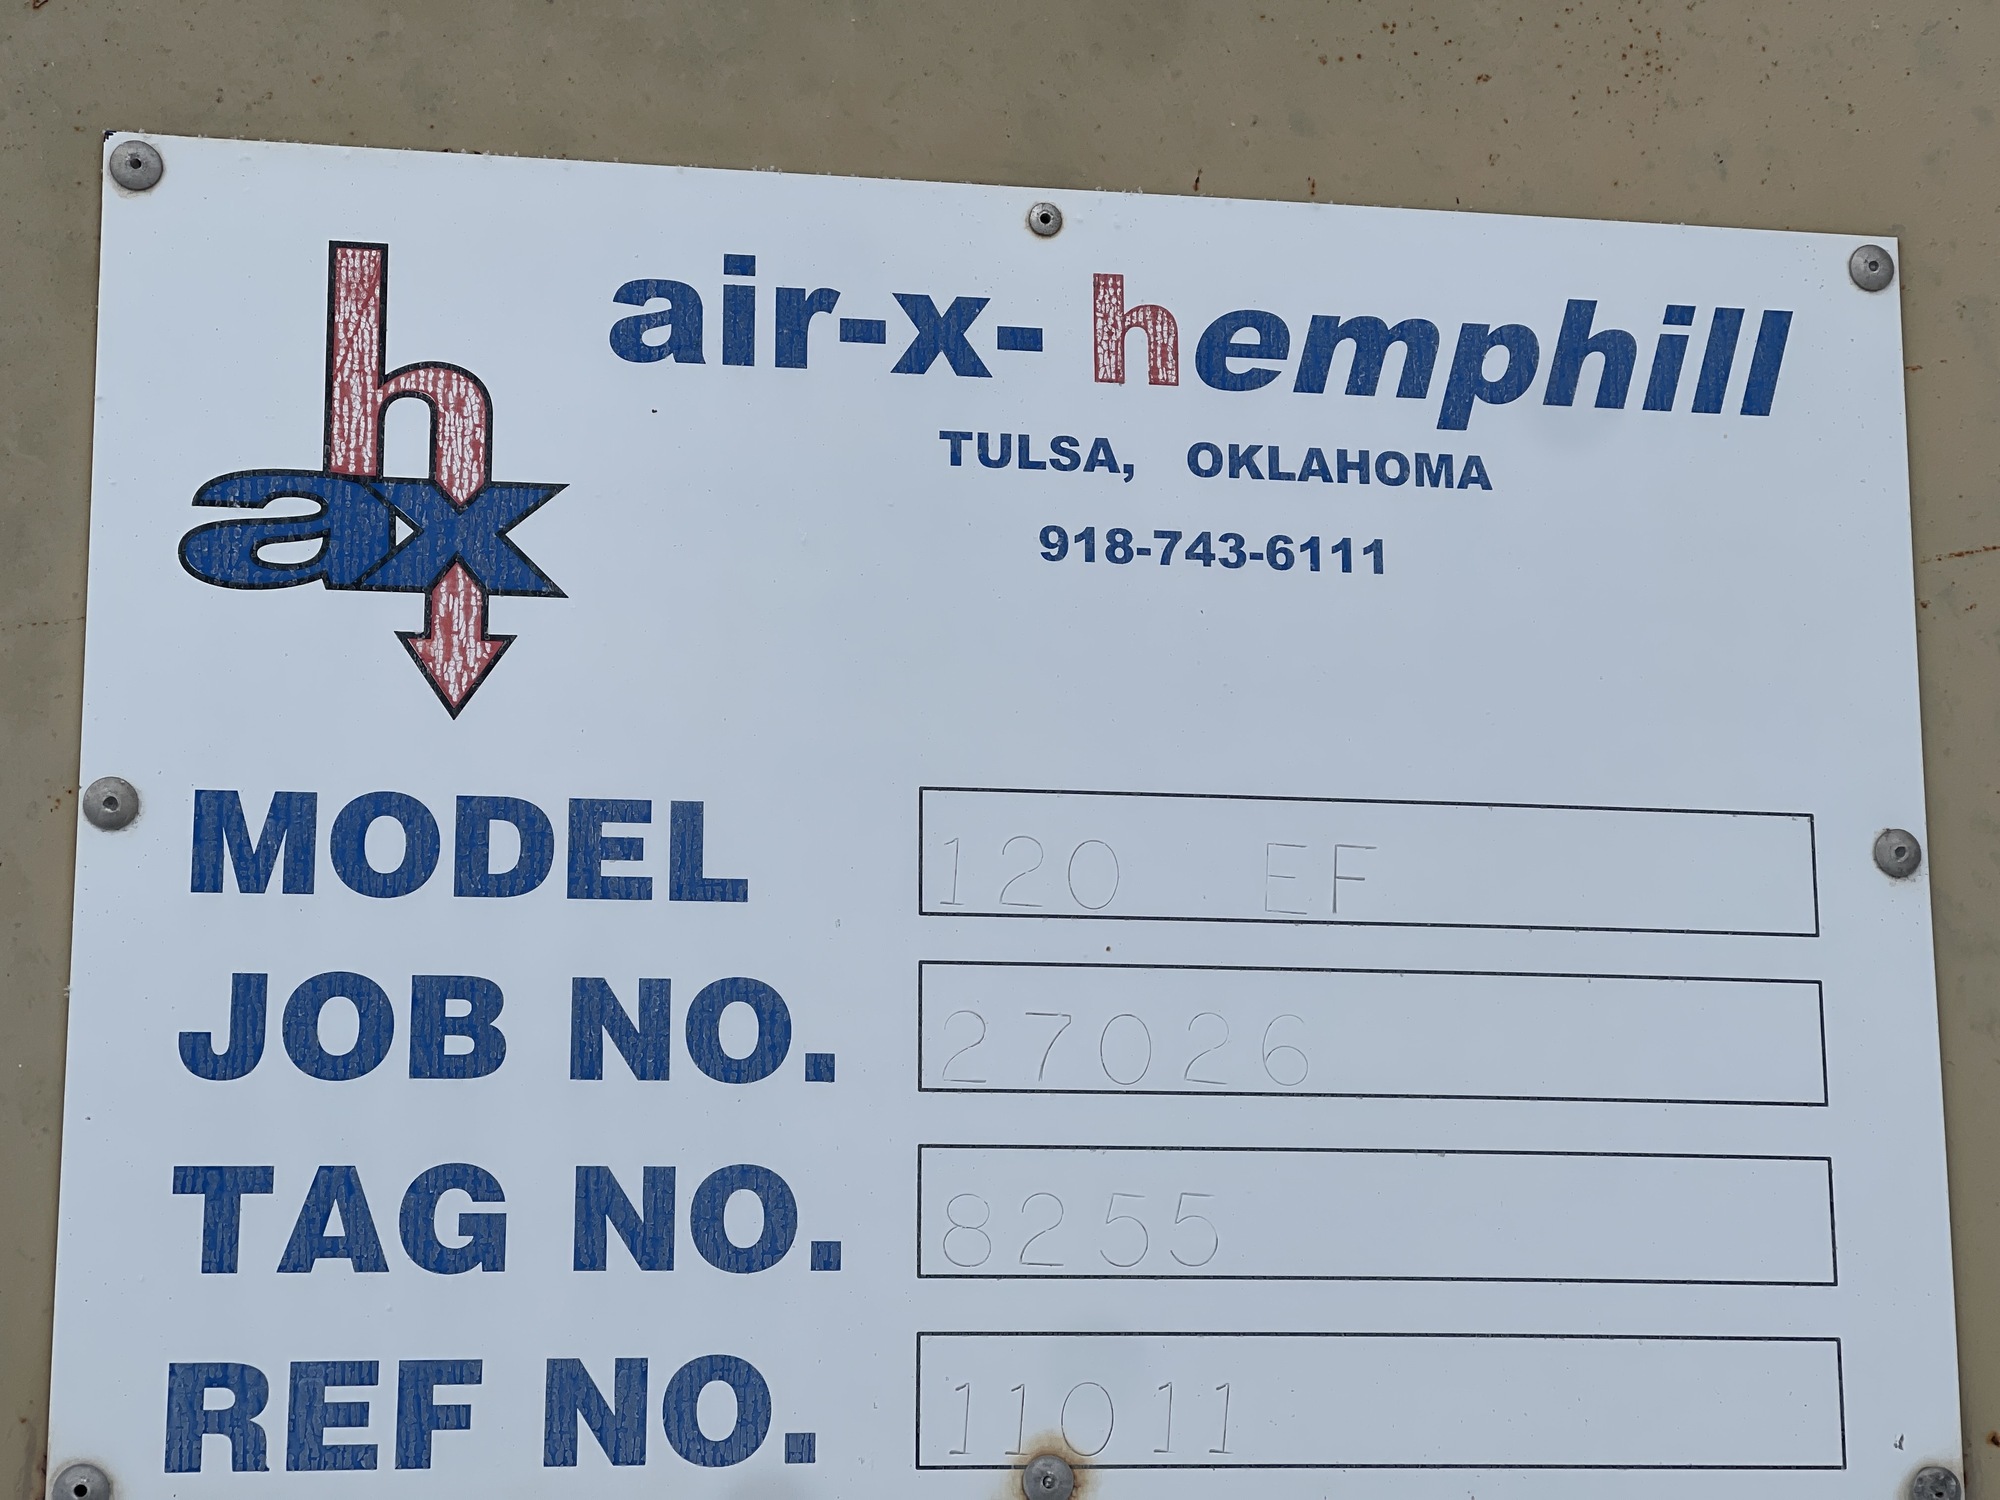 h
ax
air-x- hemphill
TULSA, OKLAHOMA
918-743-6111
MODEL 120 EF
JOB NO. 27026
TAG NO. 8255
REF NO. 11011